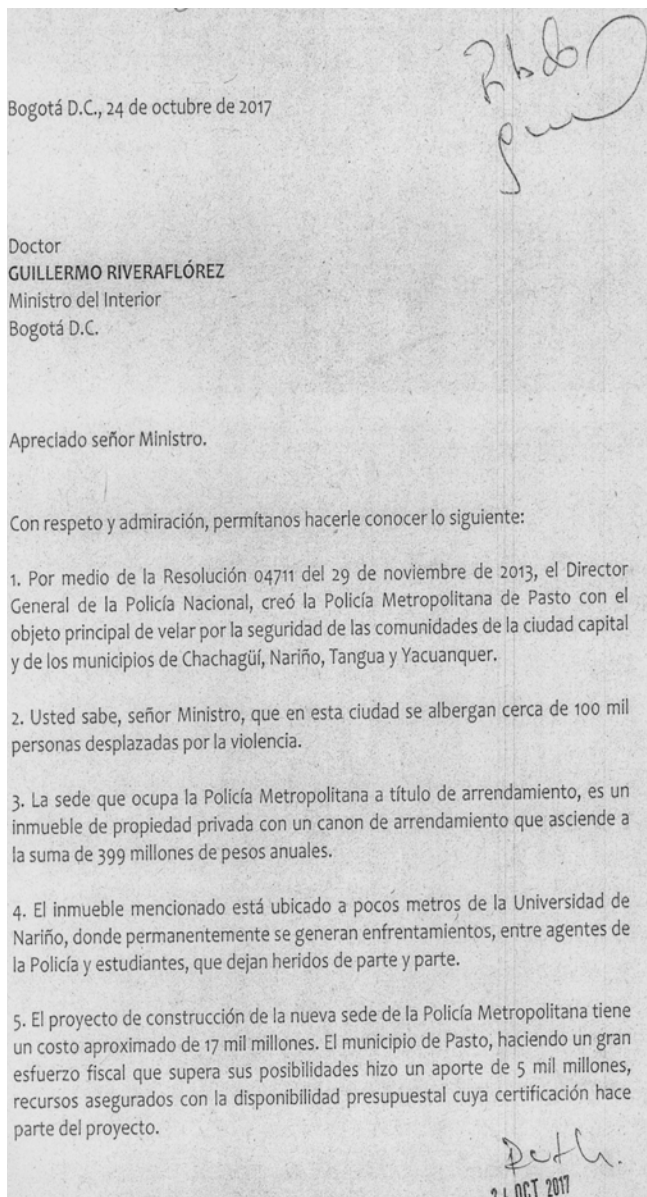 Bogotá D.C., 24 de octubre de 2017
Doctor
GUILLERMO RIVERAFLÓREZ
Ministro del Interior
Bogotá D.C.
Apreciado señor Ministro.
Con respeto y admiración, permítanos hacerle conocer lo siguiente:
1. Por medio de la Resolución 04711 del 29 de noviembre de 2013, el Director
General de la Policía Nacional, creó la Policía Metropolitana de Pasto con el
objeto principal de velar por la seguridad de las comunidades de la ciudad capital
y de los municipios de Chachagüí, Nariño, Tangua y Yacuanquer.
2. Usted sabe, señor Ministro, que en esta ciudad se albergan cerca de 100 mil
personas desplazadas por la violencia.
3. La sede que ocupa la Policía Metropolitana a título de arrendamiento, es un
inmueble de propiedad privada con un canon de arrendamiento que asciende a
la suma de 399 millones de pesos anuales.
4. El inmueble mencionado está ubicado a pocos metros de la Universidad de
Nariño, donde permanentemente se generan enfrentamientos, entre agentes de
la Policía y estudiantes, que dejan heridos de parte y parte.
5. El proyecto de construcción de la nueva sede de la Policía Metropolitana tiene
un costo aproximado de 17 mil millones. El municipio de Pasto, haciendo un gran
esfuerzo fiscal que supera sus posibilidades hizo un aporte de 5 mil millones,
recursos asegurados con la disponibilidad presupuestal cuya certificación hace
parte del proyecto.
OCT 2017